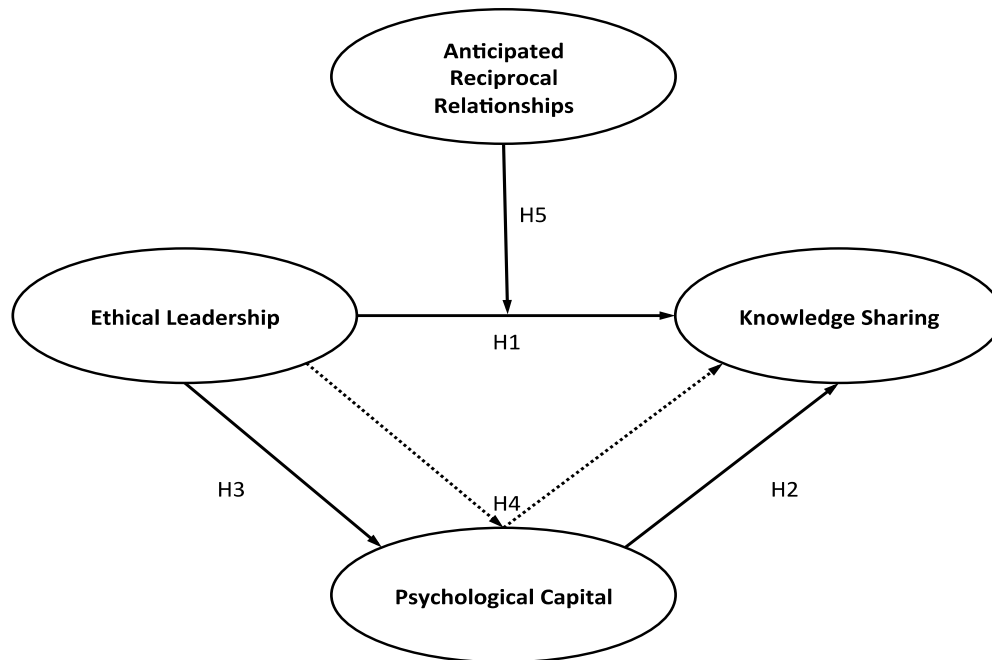 Anticipated
Reciprocal
Relationships
H5
Ethical Leadership
Knowledge Sharing
H1
H3
H4
H2
Psychological Capital